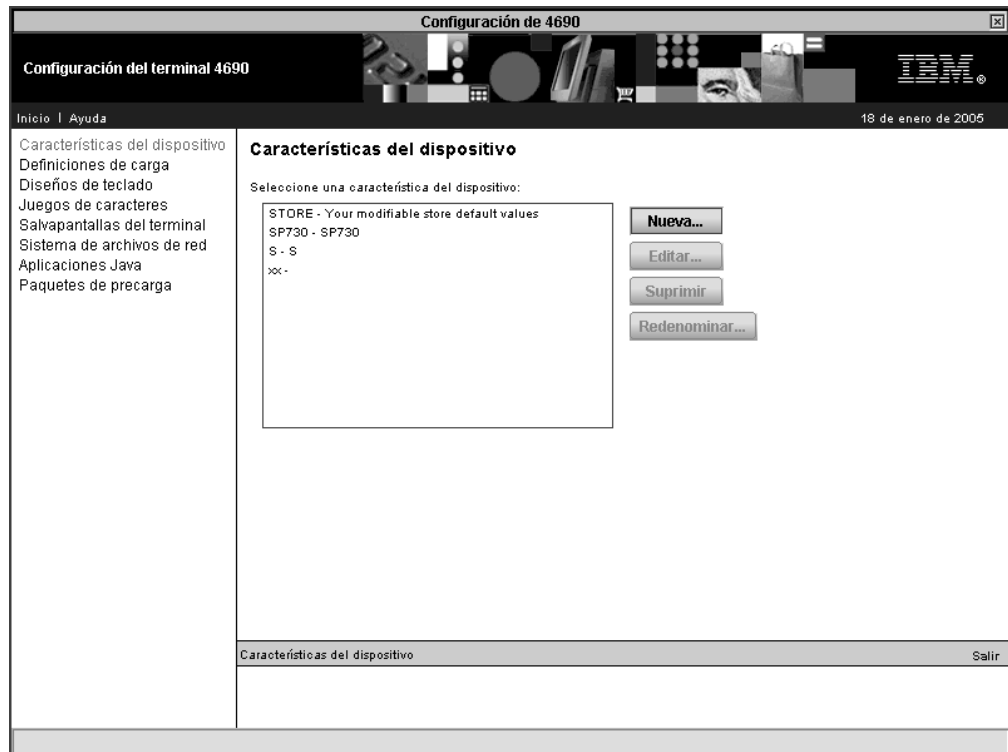 Configuración de 4690
Configuración del terminal 4690
IBM®
Inicio | Ayuda
18 de enero de 2005
Características del dispositivo
Definiciones de carga
Diseños de teclado
Juegos de caracteres
Salvapantallas del terminal
Sistema de archivos de red
Aplicaciones Java
Paquetes de precarga
Características del dispositivo
Seleccione una característica del dispositivo:
STORE - Your modifiable store default values
SP730 - SP730
S - S
xx -
Nueva...
Editar...
Suprimir
Redenominar...
Características del dispositivo
Salir